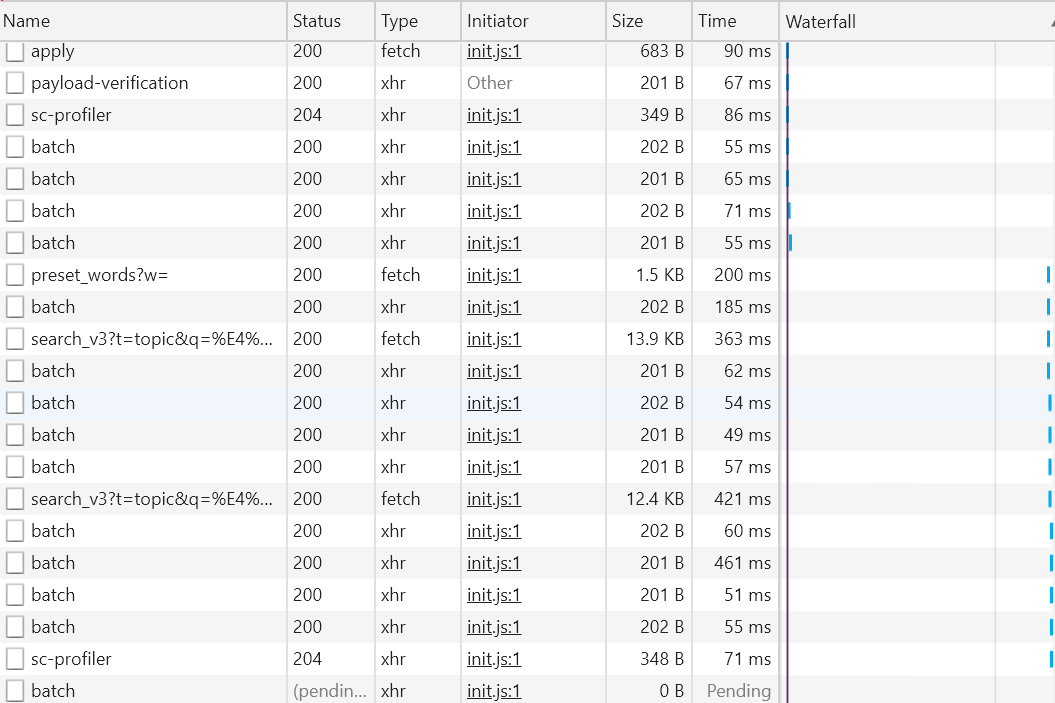 Name Status Type Initiator Size Time Waterfall
apply 200 fetch init.js:1 683 B 90 ms
payload-verification 200 xhr Other 201 B 67 ms
sc-profiler 204 xhr init.js:1 349 B 86 ms
batch 200 xhr init.js:1 202 B 55 ms
batch 200 xhr init.js:1 201 B 65 ms
batch 200 xhr init.js:1 202 B 71 ms
batch 200 xhr init.js:1 201 B 55 ms
preset_words?w= 200 fetch init.js:1 1.5 KB 200 ms
batch 200 xhr init.js:1 202 B 185 ms
search_v3?t=topic&q=%E4%... 200 fetch init.js:1 13.9 KB 363 ms
batch 200 xhr init.js:1 201 B 62 ms
batch 200 xhr init.js:1 202 B 54 ms
batch 200 xhr init.js:1 201 B 49 ms
batch 200 xhr init.js:1 201 B 57 ms
search_v3?t=topic&q=%E4%... 200 fetch init.js:1 12.4 KB 421 ms
batch 200 xhr init.js:1 202 B 60 ms
batch 200 xhr init.js:1 201 B 461 ms
batch 200 xhr init.js:1 201 B 51 ms
batch 200 xhr init.js:1 202 B 55 ms
sc-profiler 204 xhr init.js:1 348 B 71 ms
batch (pendin... xhr init.js:1 0 B Pending